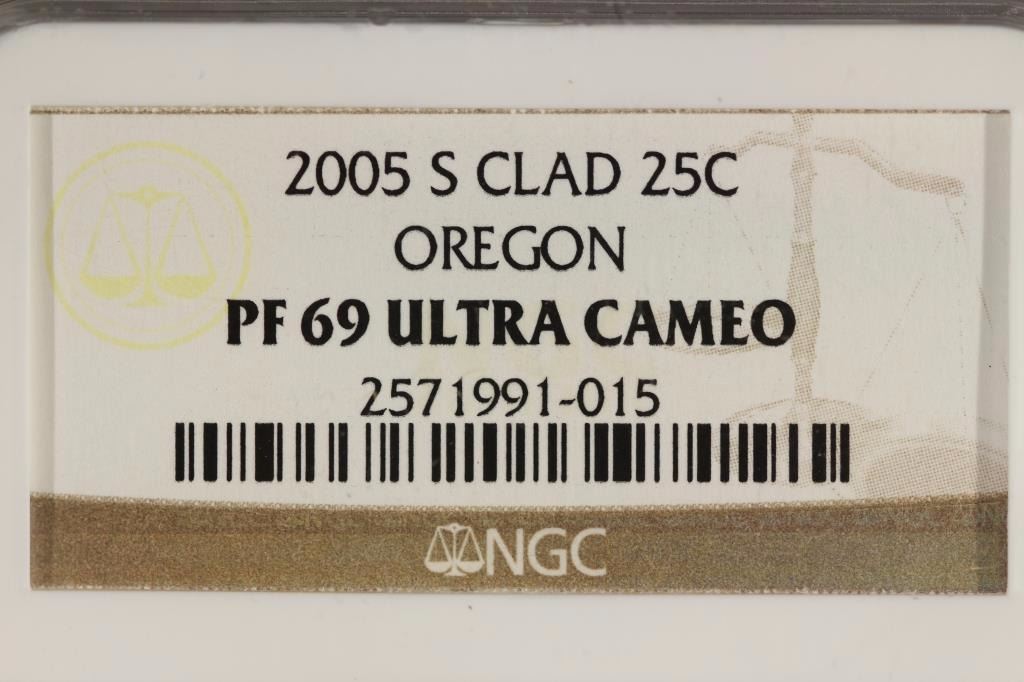 2005 S CLAD 25C
OREGON
PF 69 ULTRA CAMEO
2571991-015
NGC